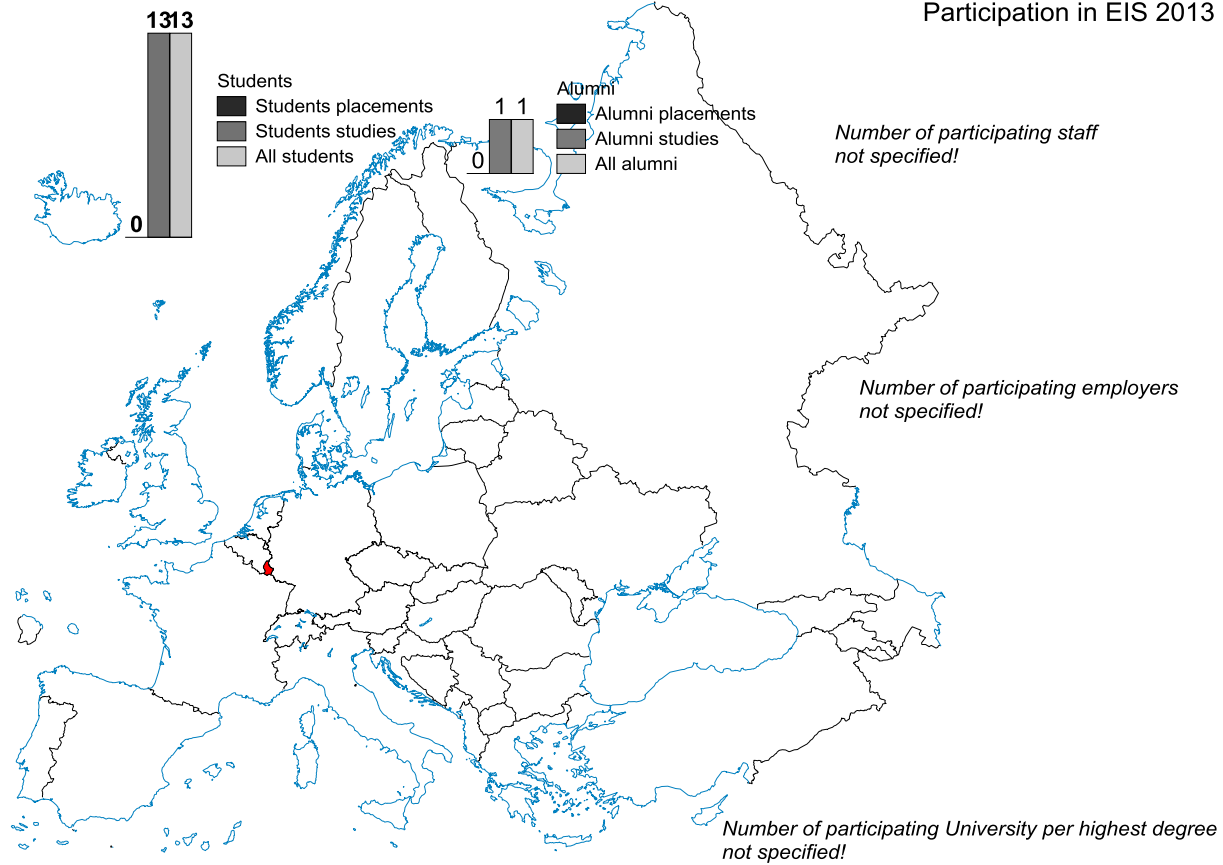 Participation in EIS 2013
13 13
0
Students
Students placements
Students studies
All students
1 1
0
Alumni
Alumni placements
Alumni studies
All alumni
Number of participating staff
not specified!
Number of participating employers
not specified!
Number of participating University per highest degree
not specified!